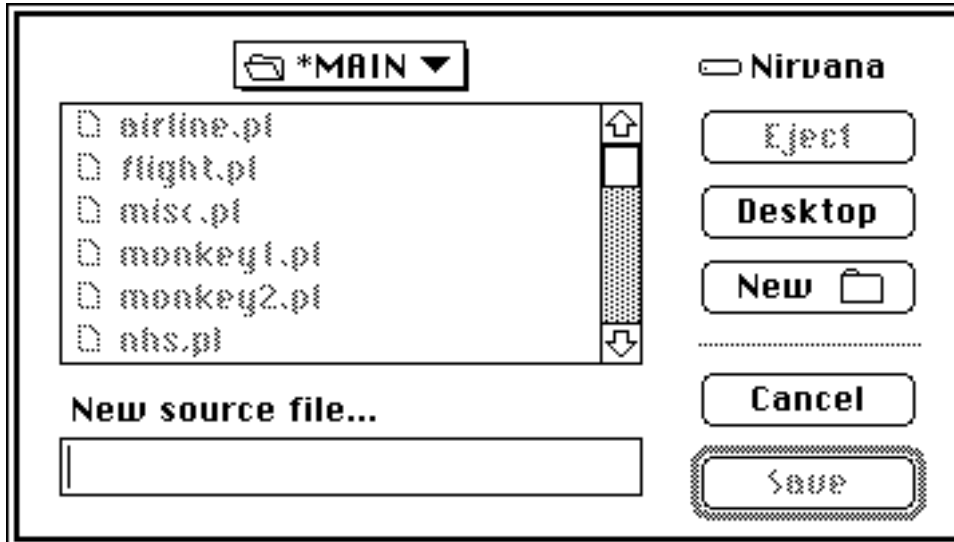 *MAIN
Nirvana
airline.pl
flight.pl
misc.pl
monkey1.pl
monkey2.pl
nhs.pl
Eject
Desktop
New
New source file...
Cancel
Save